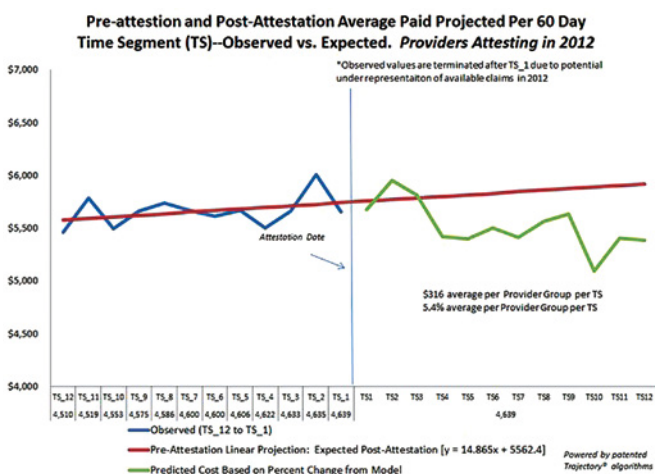 Pre-attestion and Post-Attestation Average Paid Projected Per 60 Day
Time Segment (TS)--Observed vs. Expected. Providers Attesting in 2012
*Observed values are terminated after TS_1 due to potential
under representaiton of available claims in 2012
$7,000
$6,500
$6,000
$5,500
$5,000
$4,500
$4,000
Attestation Date
$316 average per Provider Group per TS
5.4% average per Provider Group per TS
TS_12 TS_11 TS_10 TS_9 TS_8 TS_7 TS_6 TS_5 TS_4 TS_3 TS_2 TS_1 TS1 TS2 TS3 TS4 TS5 TS6 TS7 TS8 TS9 TS10 TS11 TS12
4,510 4,519 4,553 4,575 4,586 4,600 4,600 4,606 4,622 4,633 4,635 4,639 4,639
Observed (TS_12 to TS_1)
Pre-Attestation Linear Projection: Expected Post-Attestation [y = 14.865x + 5562.4]
Predicted Cost Based on Percent Change from Model
Powered by patented
Trajectory® algorithms